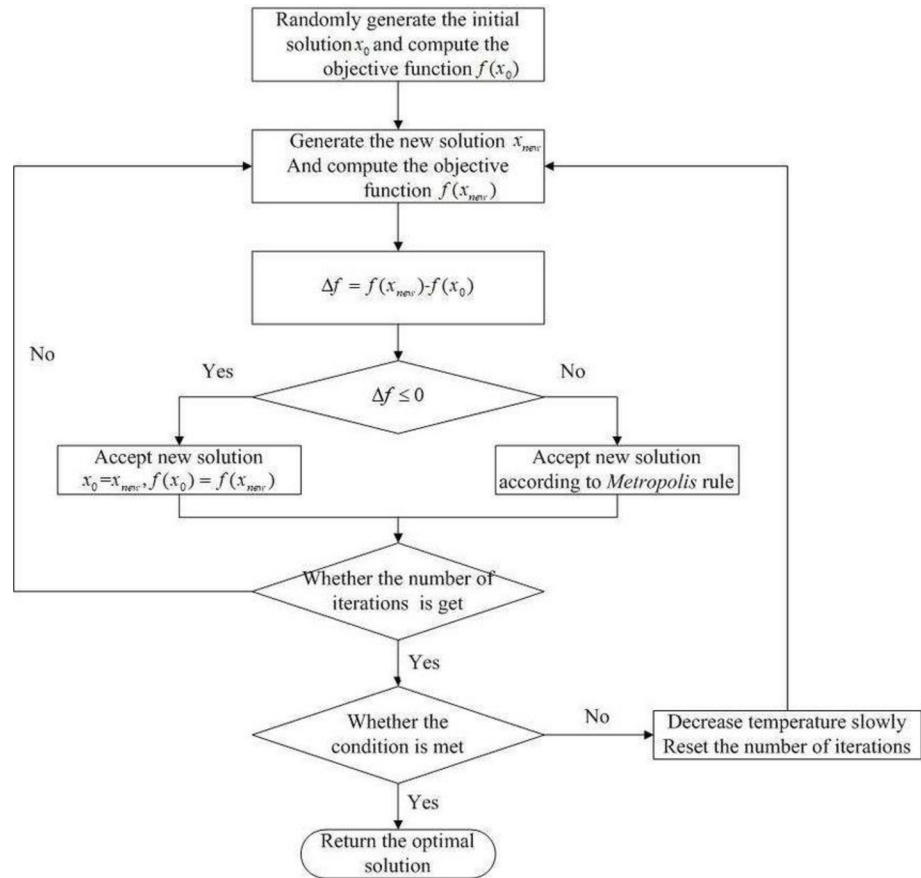 Randomly generate the initial
solution x₀ and compute the
objective function f(x₀)
Generate the new solution xₙₑw
And compute the objective
function f(xₙₑw)
Δf = f(xₙₑw)-f(x₀)
No
Yes
No
Δf ≤ 0
Accept new solution
x₀=xₙₑw, f(x₀) = f(xₙₑw)
Accept new solution
according to Metropolis rule
Whether the number of
iterations is get
Yes
Whether the
condition is met
No
Decrease temperature slowly
Reset the number of iterations
Yes
Return the optimal
solution